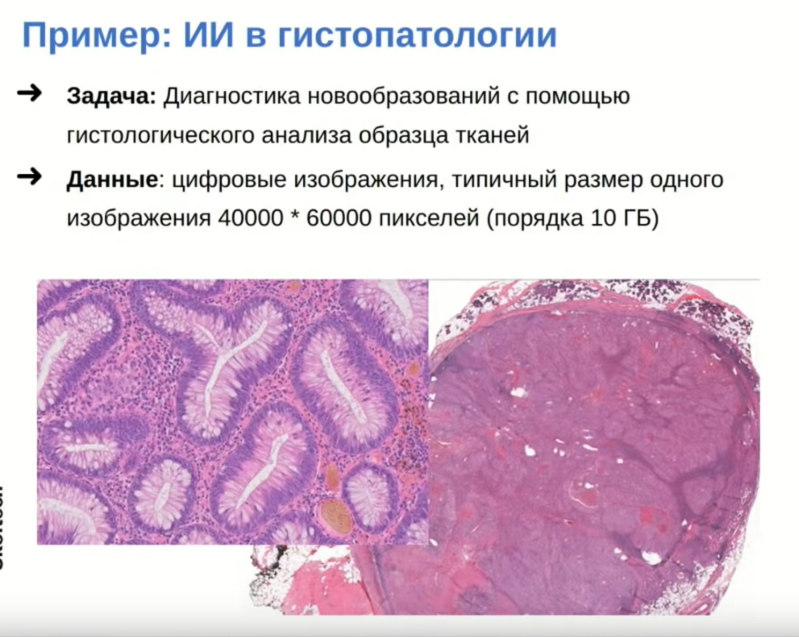 Пример: ИИ в гистопатологии
➜ Задача: Диагностика новообразований с помощью
гистологического анализа образца тканей
➜ Данные: цифровые изображения, типичный размер одного
изображения 40000 * 60000 пикселей (порядка 10 ГБ)